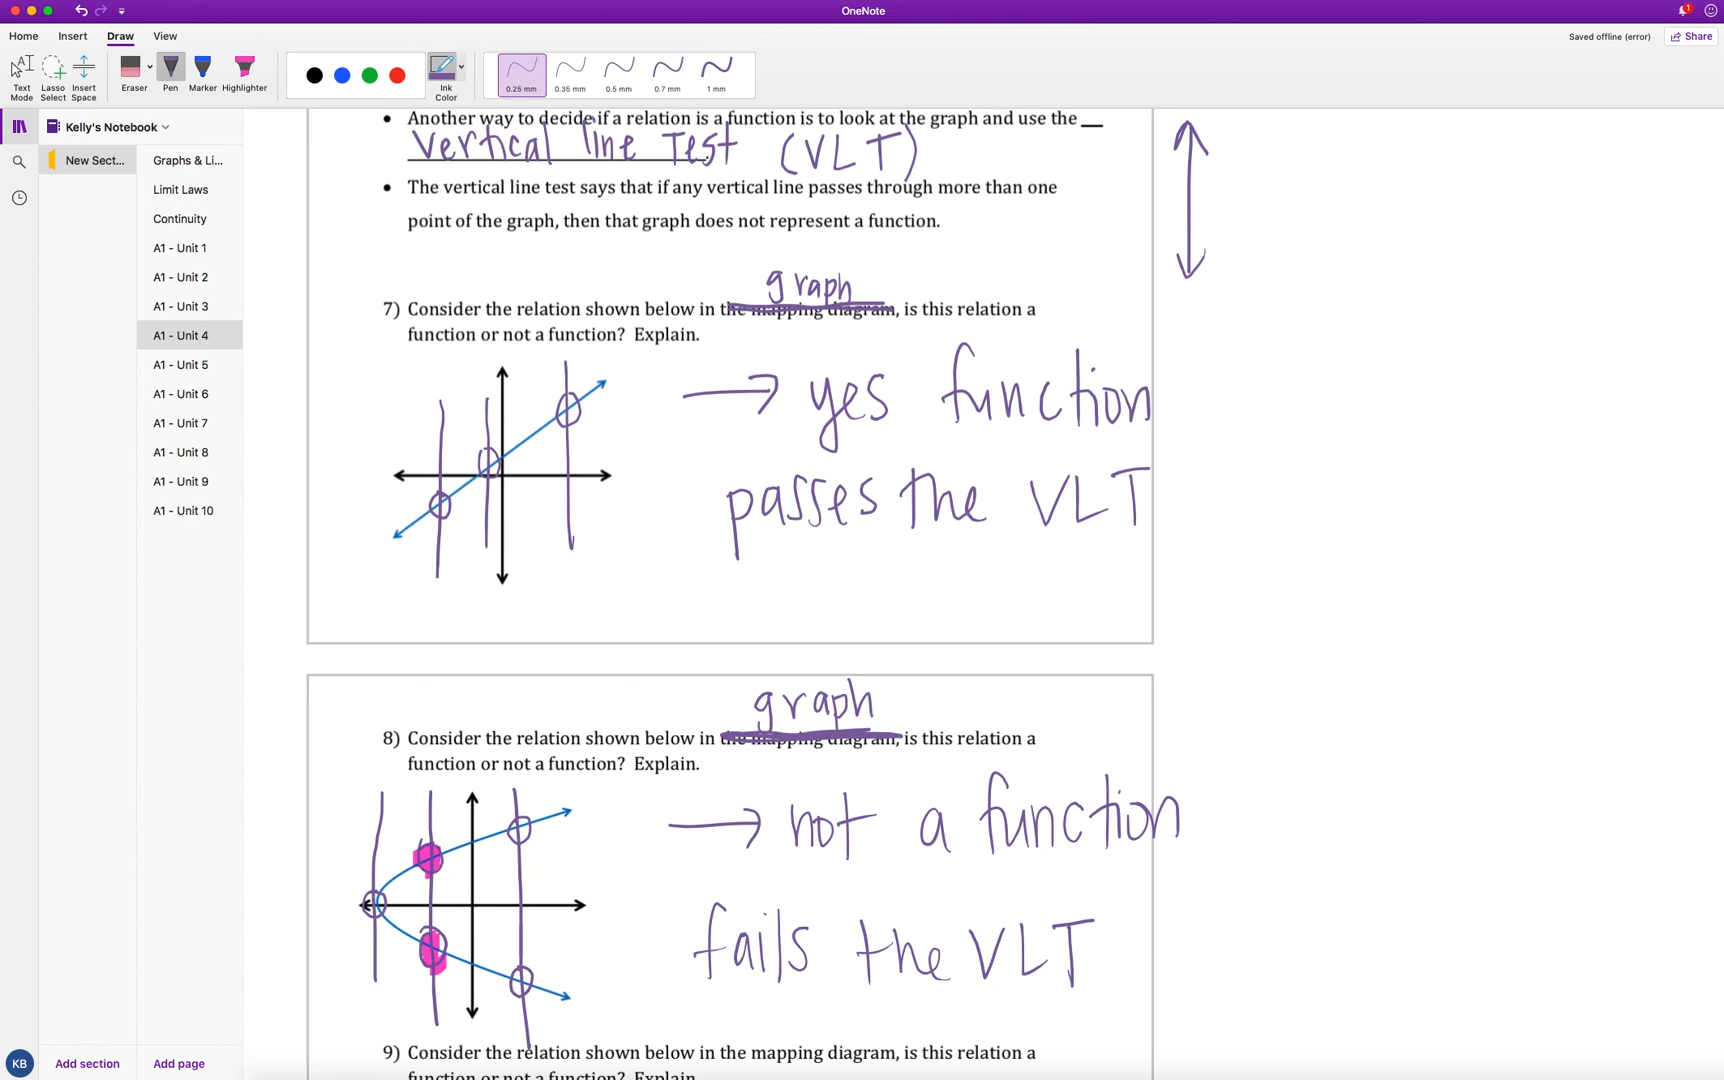 OneNote
1
Home Insert Draw View
Saved offline (error) Share
Text Mode
Lasso Select
Insert Space
Eraser
Pen
Marker
Highlighter
Ink Color
0.25 mm 0.35 mm 0.5 mm 0.7 mm 1 mm
Kelly's Notebook
New Sect...
Graphs & Li...
Limit Laws
Continuity
A1 - Unit 1
A1 - Unit 2
A1 - Unit 3
A1 - Unit 4
A1 - Unit 5
A1 - Unit 6
A1 - Unit 7
A1 - Unit 8
A1 - Unit 9
A1 - Unit 10
KB
Add section Add page
• Another way to decide if a relation is a function is to look at the graph and use the __
vertical line Test (VLT)
• The vertical line test says that if any vertical line passes through more than one
point of the graph, then that graph does not represent a function.
graph
7) Consider the relation shown below in the mapping diagram, is this relation a
function or not a function? Explain.
→ yes function
passes the VLT
graph
8) Consider the relation shown below in the mapping diagram, is this relation a
function or not a function? Explain.
→ not a function
fails the VLT
9) Consider the relation shown below in the mapping diagram, is this relation a
function or not a function? Explain